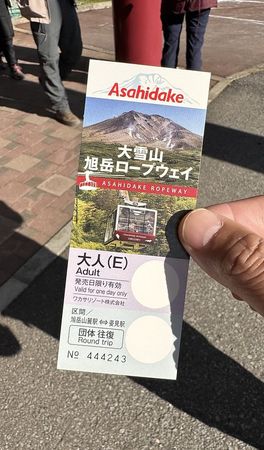 Asahidake
大雪山
旭岳ロープウェイ
ASAHIDAKE ROPEWAY
大人(E)
Adult
発売日限り有効
Valid for one day only
ワカサリゾート株式会社
区間/
旭岳山麓駅⇔姿見駅
団体 往復
Round trip
No 444243